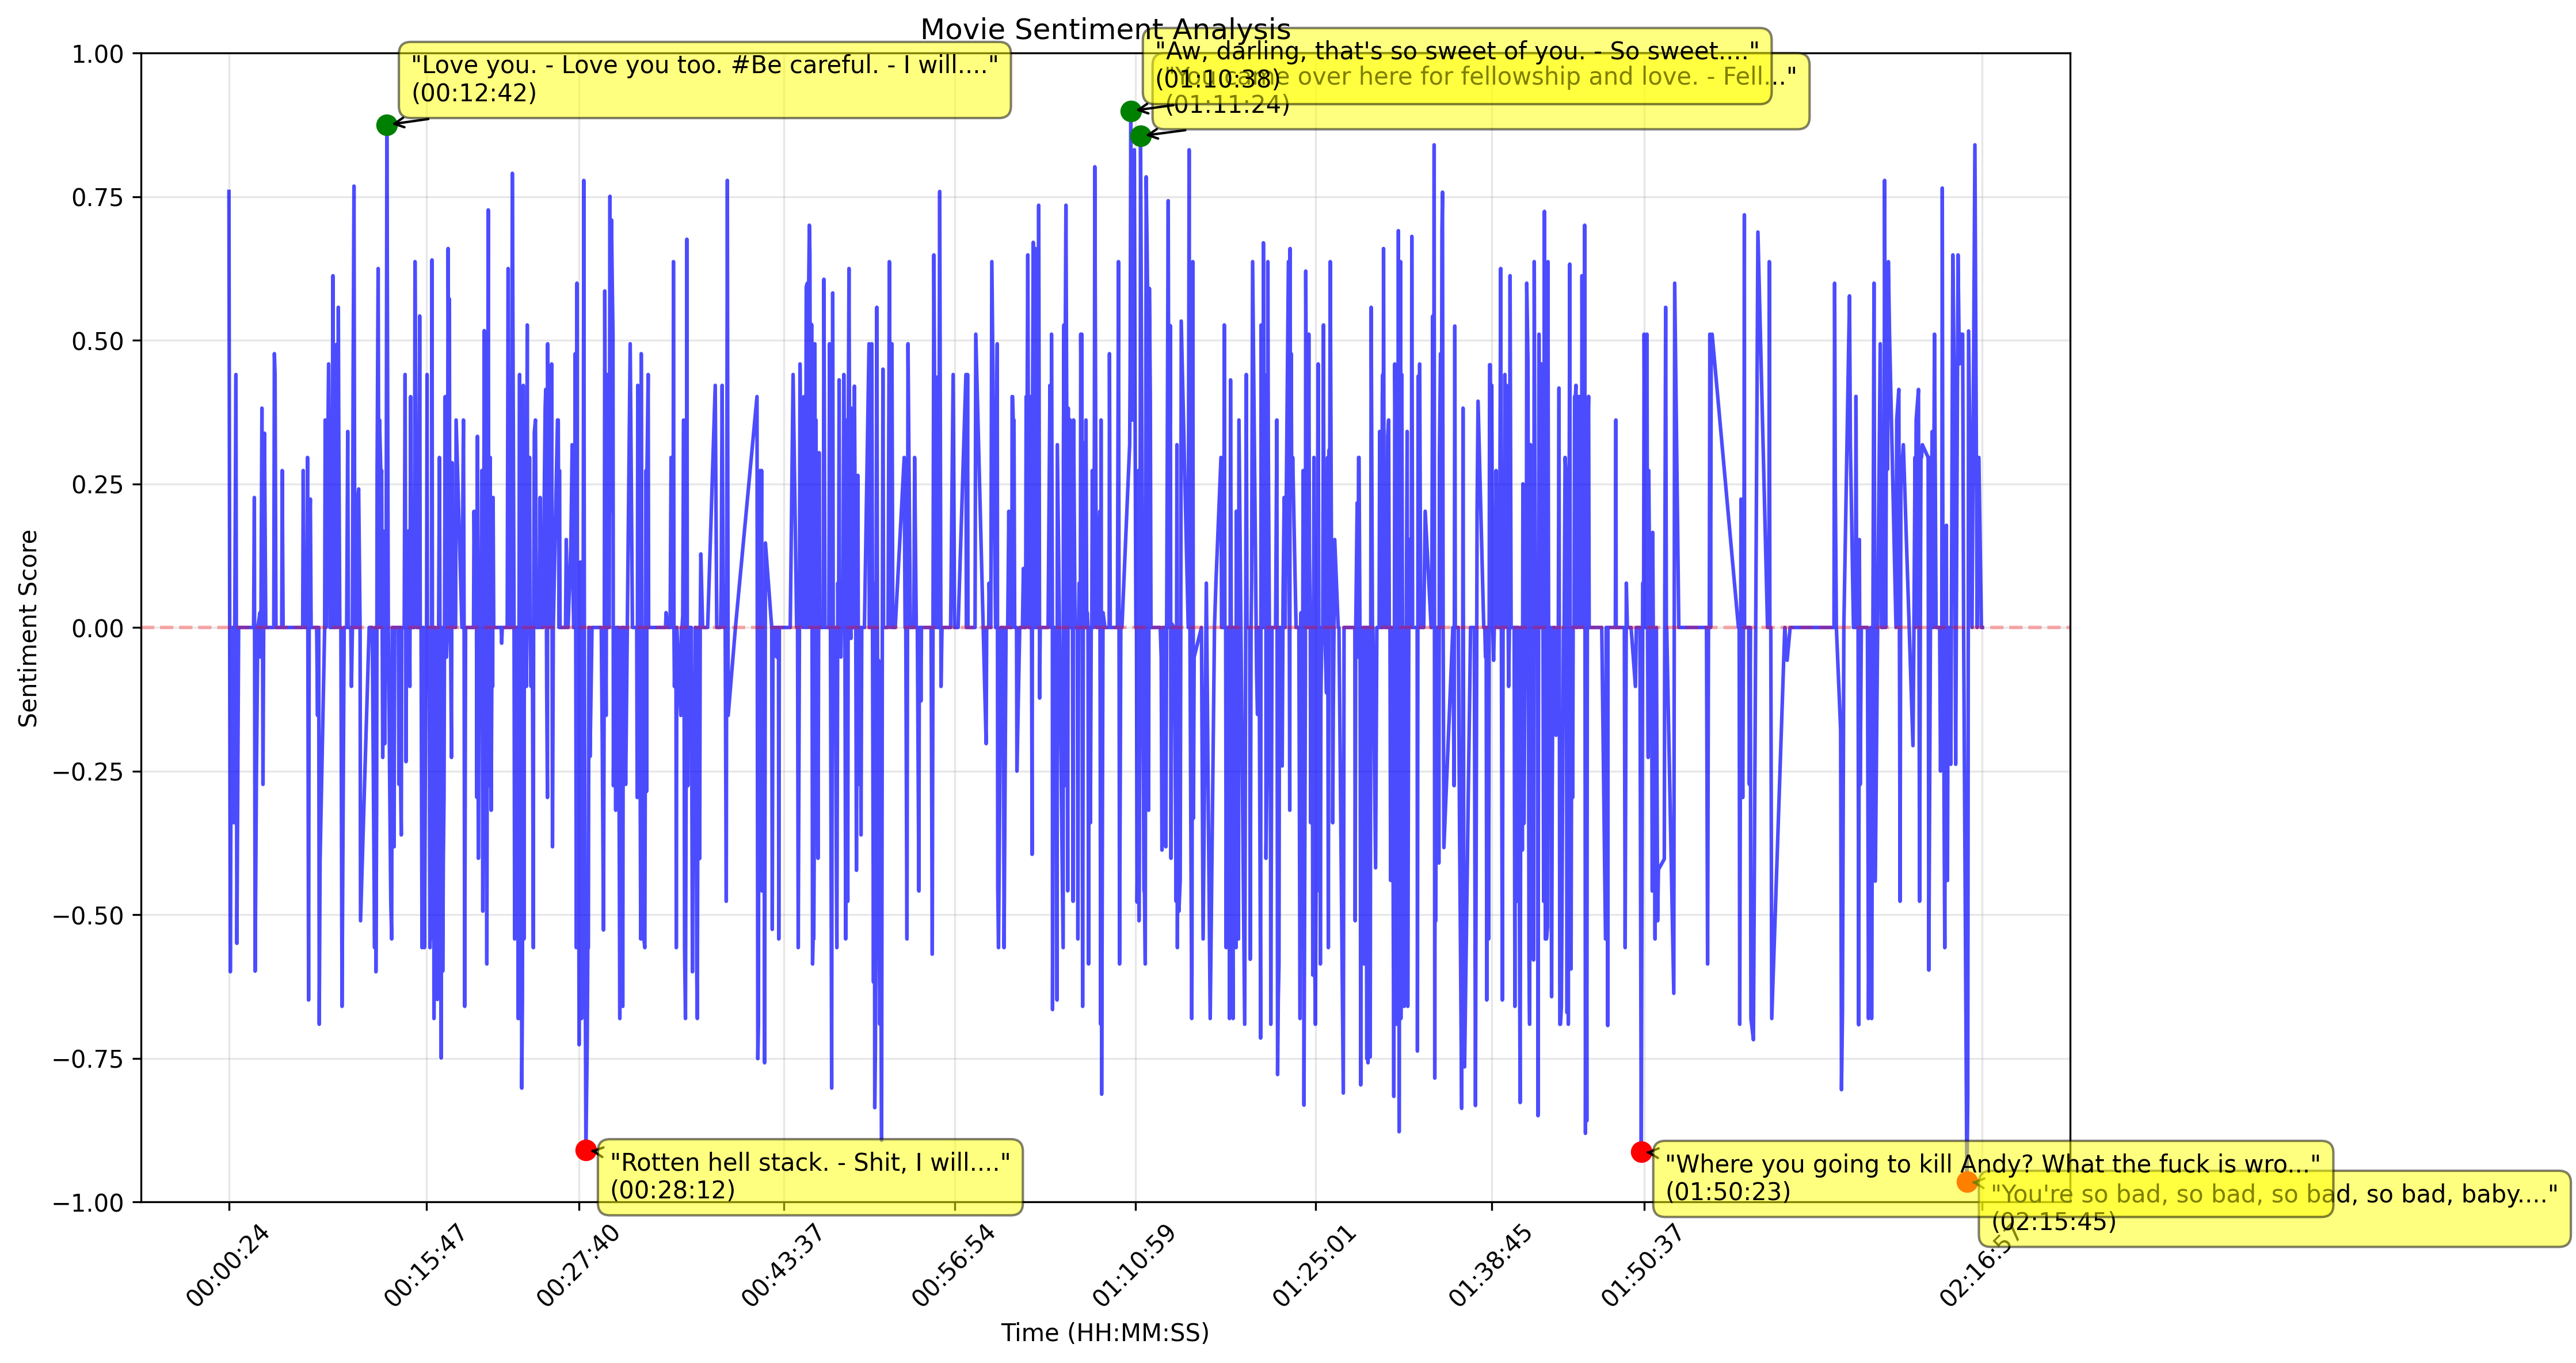 Movie Sentiment Analysis
"Love you. - Love you too. #Be careful. - I will...."
(00:12:42)
"Aw, darling, that's so sweet of you. - So sweet...."
(01:10:38)
"You came over here for fellowship and love. - Fell..."
(01:11:24)
1.00
0.75
0.50
0.25
0.00
−0.25
−0.50
−0.75
−1.00
Sentiment Score
"Rotten hell stack. - Shit, I will...."
(00:28:12)
"Where you going to kill Andy? What the fuck is wro..."
(01:50:23)
"You're so bad, so bad, so bad, so bad, baby...."
(02:15:45)
00:00:24
00:15:47
00:27:40
00:43:37
00:56:54
01:10:59
01:25:01
01:38:45
01:50:37
02:16:57
Time (HH:MM:SS)